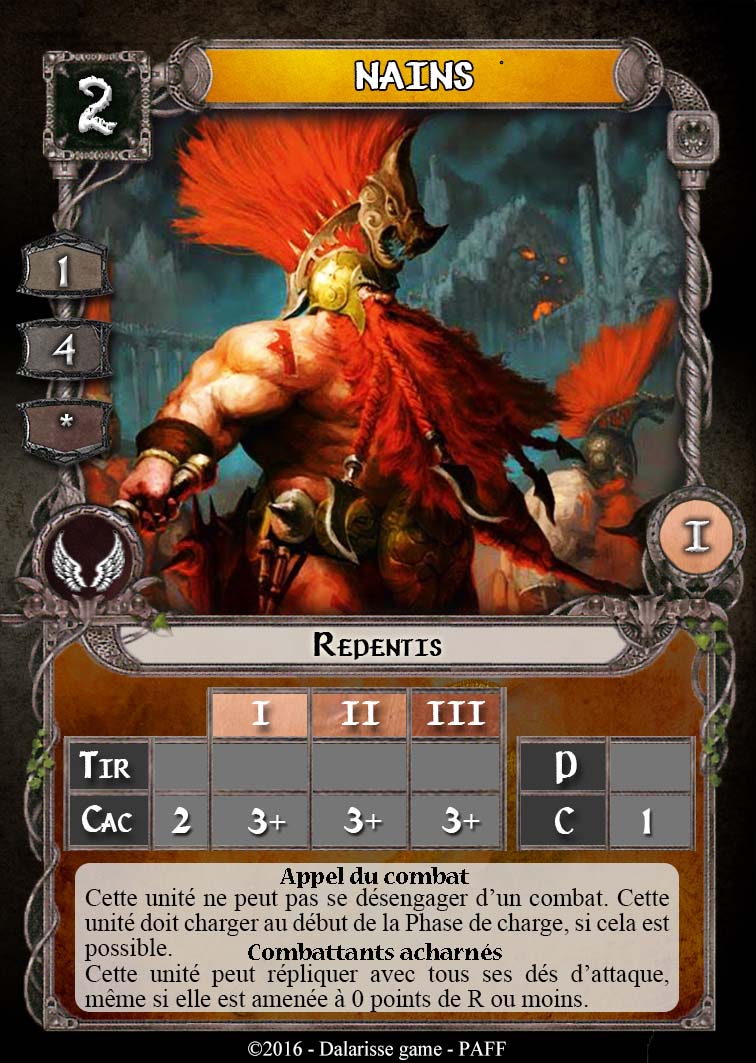 NAINS
2
1
4
*
I
REPENTIS
I II III
TIR
CAC 2 3+ 3+ 3+
P
C 1
Appel du combat
Cette unité ne peut pas se désengager d’un combat. Cette
unité doit charger au début de la Phase de charge, si cela est
possible.
Combattants acharnés
Cette unité peut répliquer avec tous ses dés d’attaque,
même si elle est amenée à 0 points de R ou moins.
©2016 - Dalarisse game - PAFF